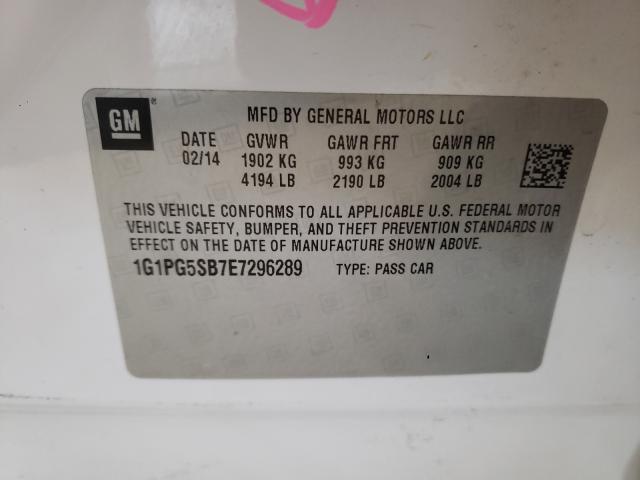 GM
MFD BY GENERAL MOTORS LLC
DATE GVWR GAWR FRT GAWR RR
02/14 1902 KG 993 KG 909 KG
4194 LB 2190 LB 2004 LB
THIS VEHICLE CONFORMS TO ALL APPLICABLE U.S. FEDERAL MOTOR
VEHICLE SAFETY, BUMPER, AND THEFT PREVENTION STANDARDS IN
EFFECT ON THE DATE OF MANUFACTURE SHOWN ABOVE.
1G1PG5SB7E7296289 TYPE: PASS CAR